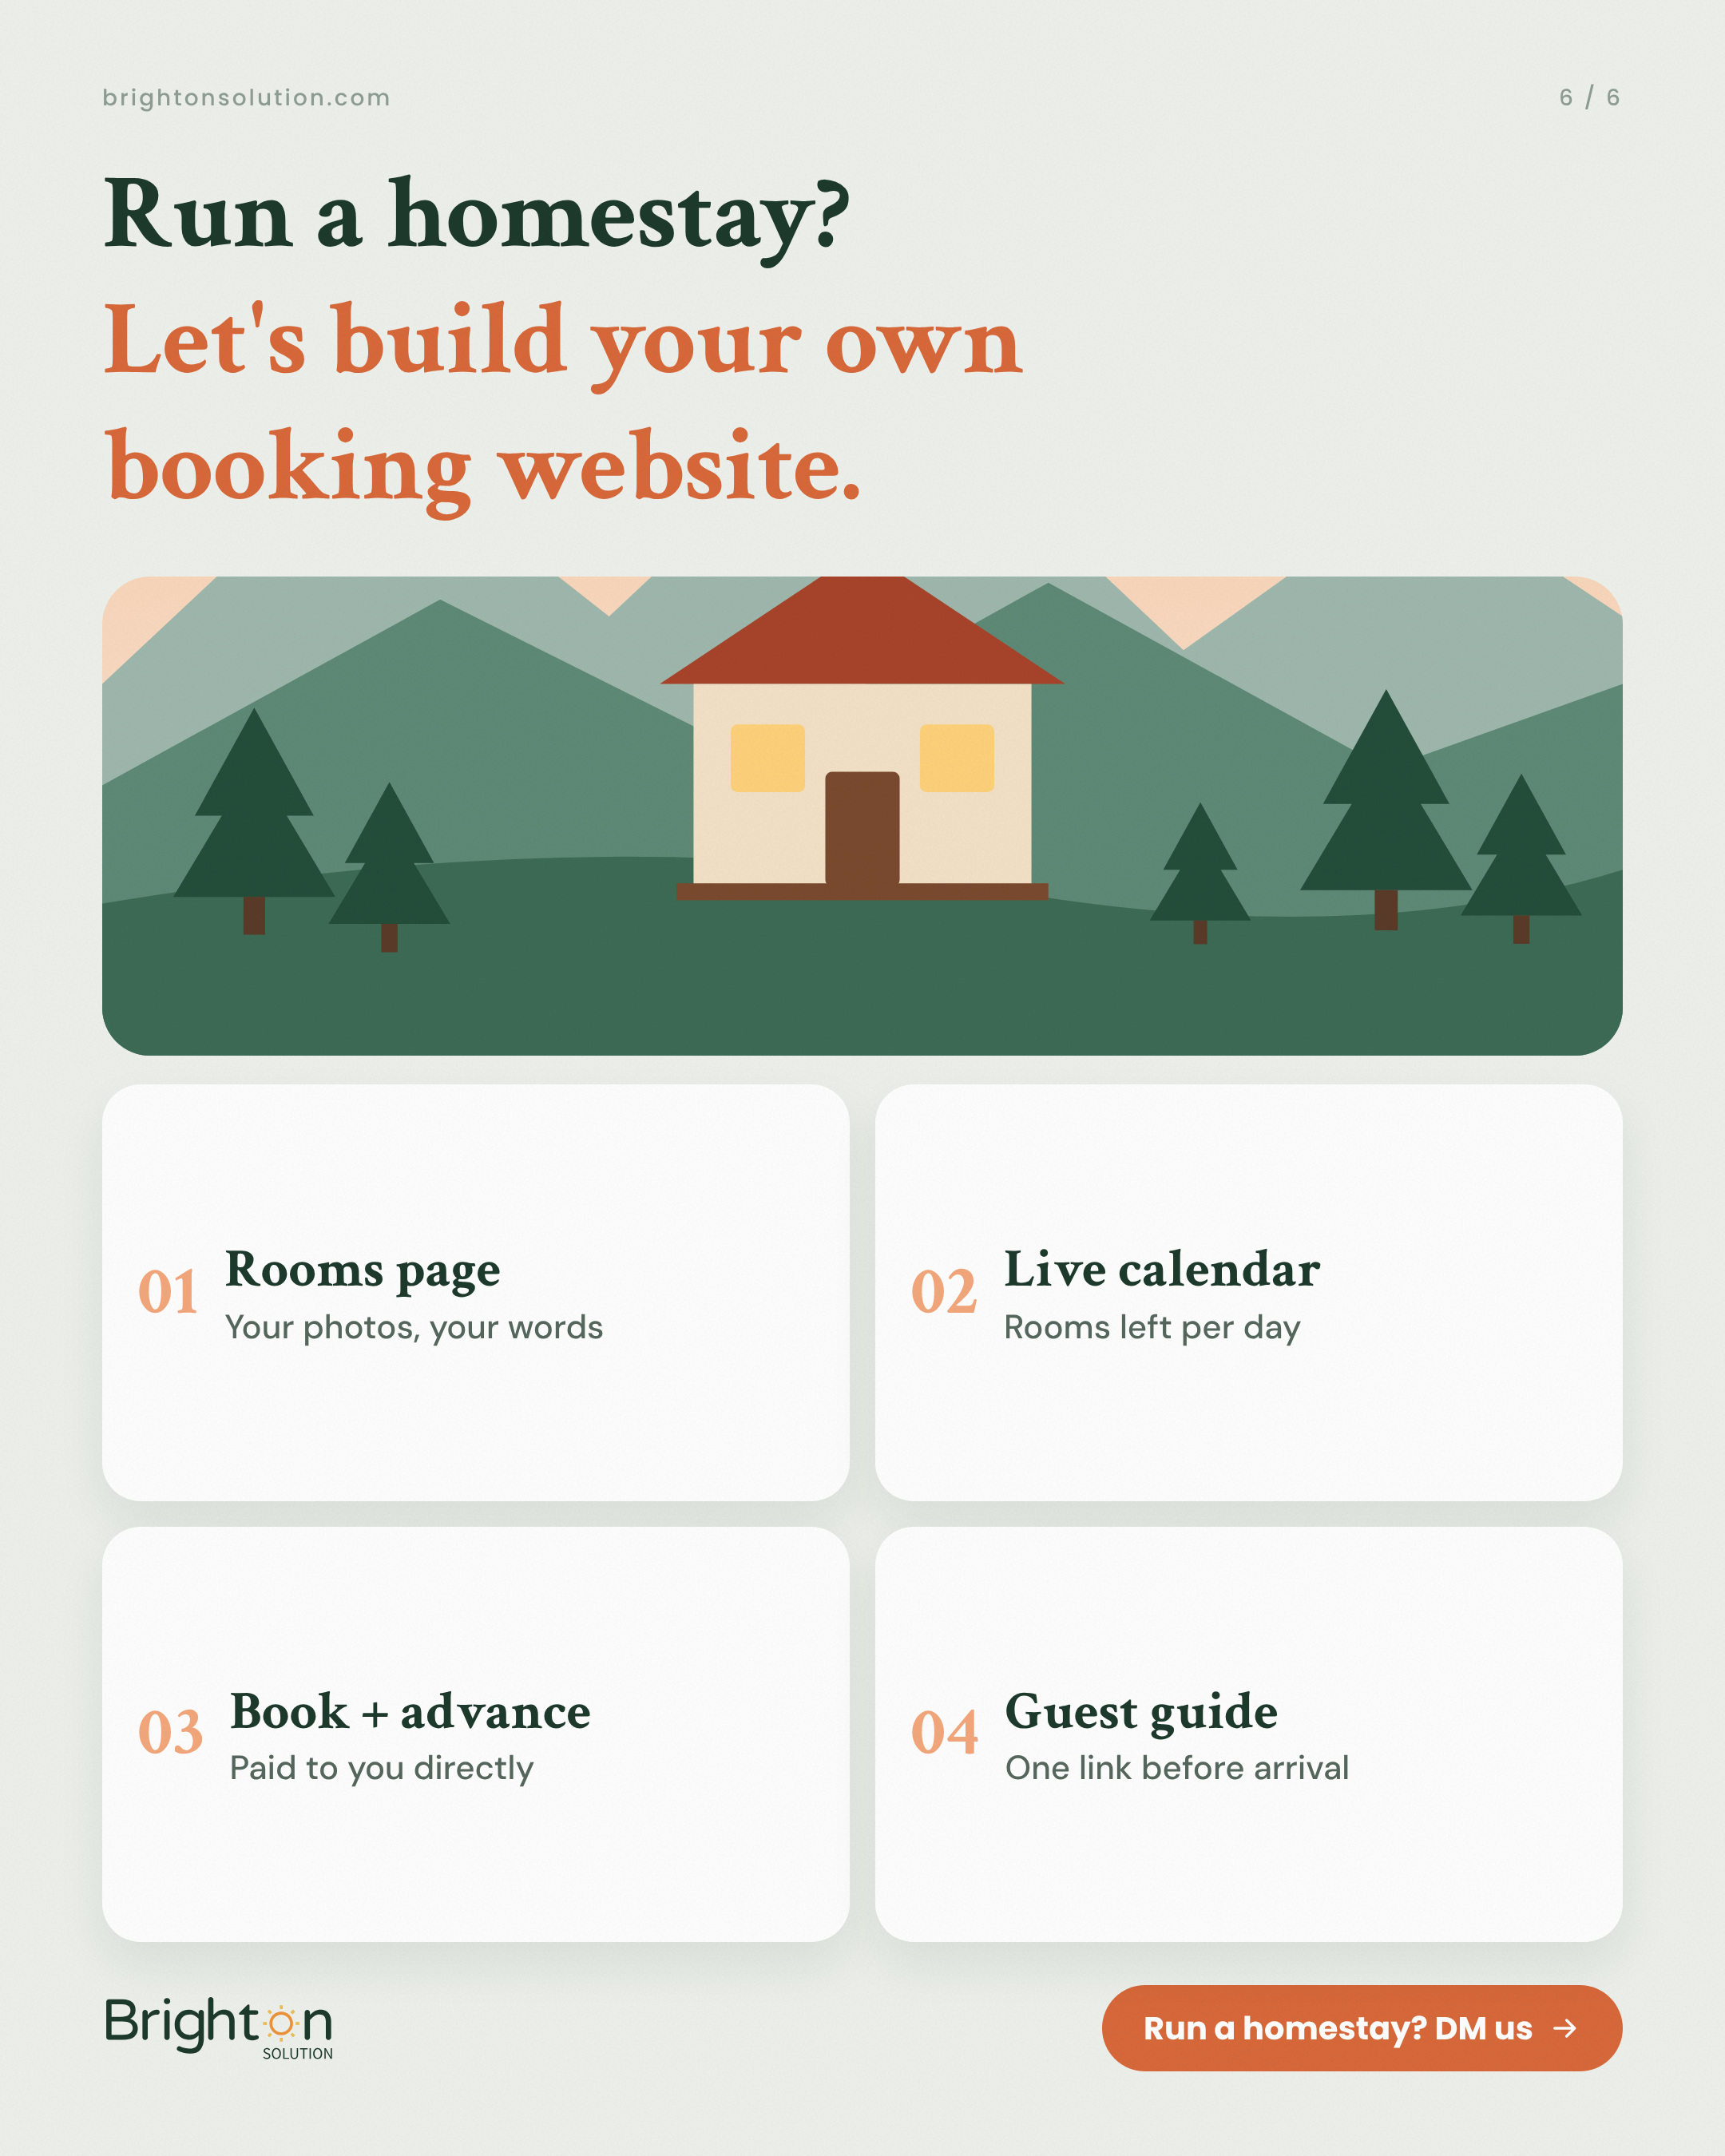 brightonsolution.com
6 / 6
Run a homestay?
Let's build your own
booking website.
01
Rooms page
Your photos, your words
02
Live calendar
Rooms left per day
03
Book + advance
Paid to you directly
04
Guest guide
One link before arrival
Brighton
SOLUTION
Run a homestay? DM us →